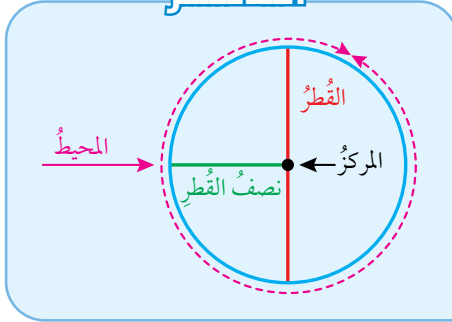 القُطرُ
المركزُ
المحيطُ
نصفُ القُطرِ